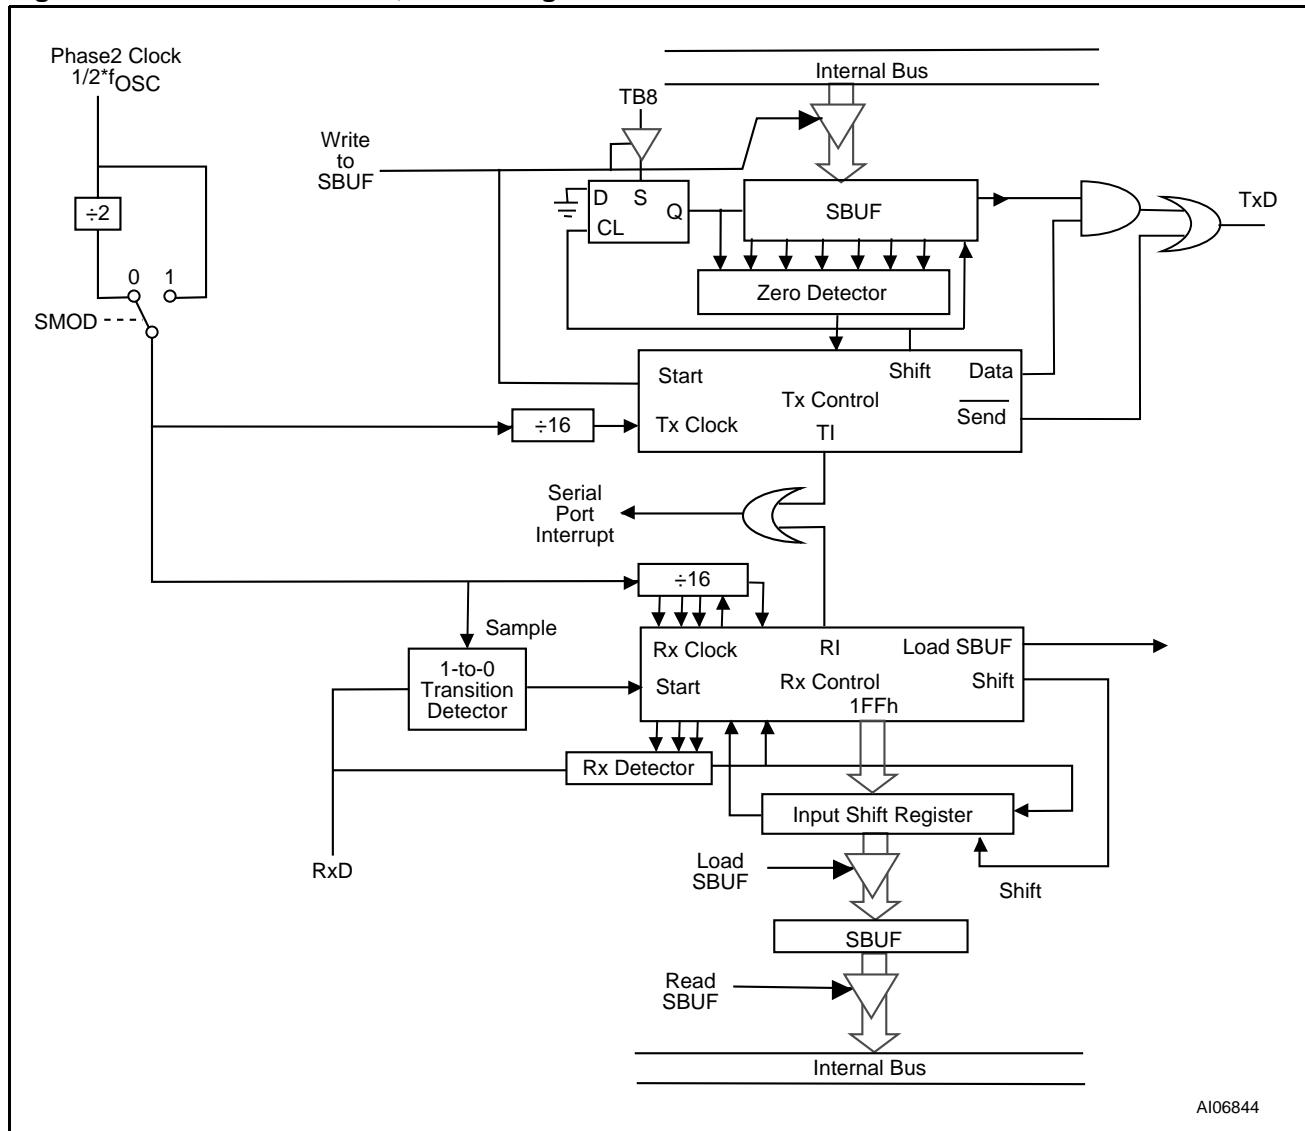 Phase2 Clock
1/2*fOSC
Internal Bus
TB8
Write
to
SBUF
÷2
D S
Q
CL
SBUF
TxD
0 1
SMOD
Zero Detector
Start
Shift
Data
Tx Control
Send
Tx Clock
TI
÷16
Serial
Port
Interrupt
÷16
Sample
Rx Clock
RI
Load SBUF
1-to-0
Transition
Detector
Start
Rx Control
Shift
1FFh
Rx Detector
Input Shift Register
RxD
Load
SBUF
Shift
SBUF
Read
SBUF
Internal Bus
AI06844